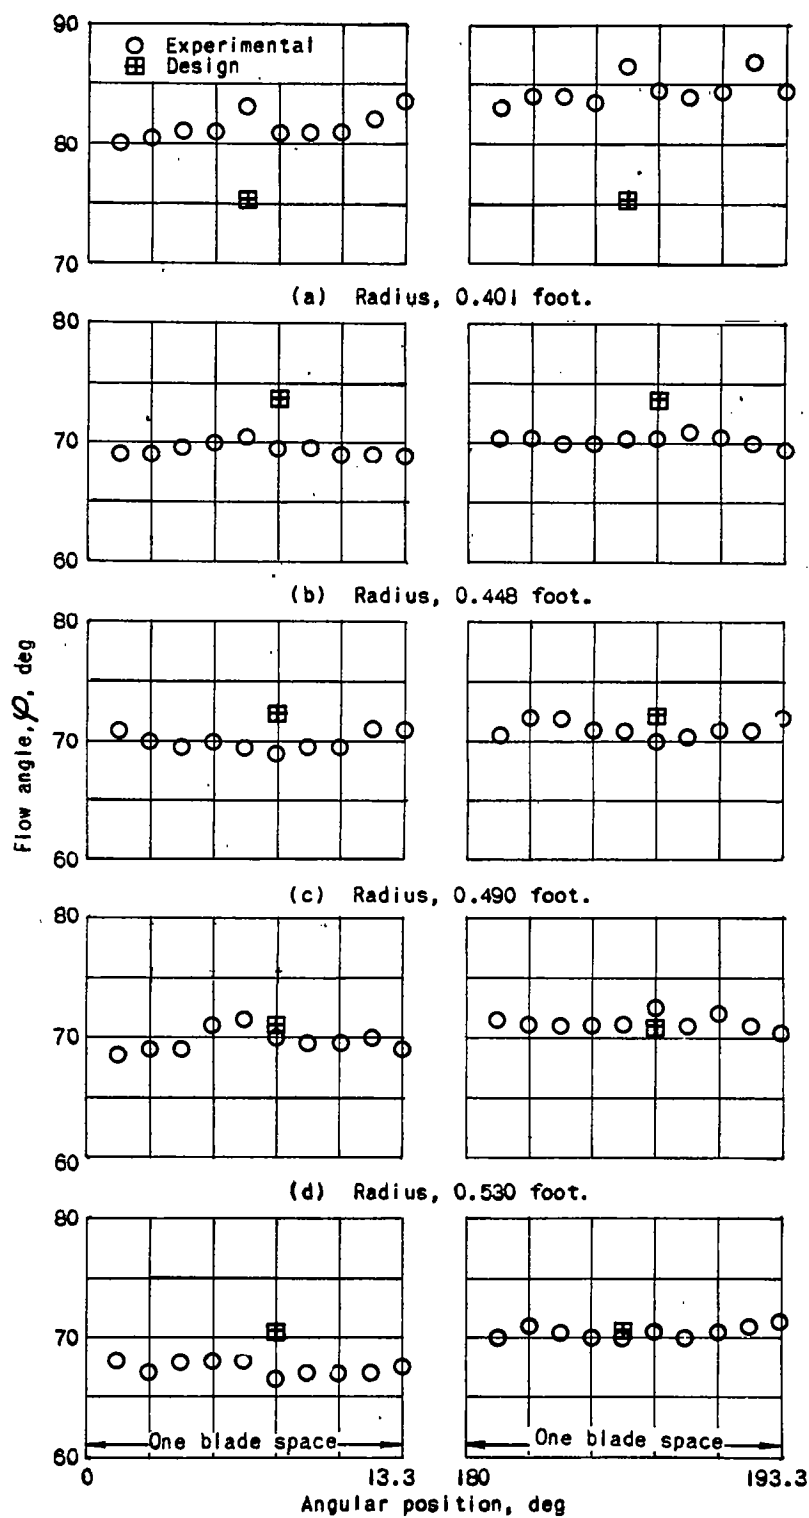 90
Experimental
Design
80
70
(a) Radius, 0.401 foot.
80
70
60
(b) Radius, 0.448 foot.
80
70
60
Flow angle, φ, deg
(c) Radius, 0.490 foot.
80
70
60
(d) Radius, 0.530 foot.
80
70
60
One blade space
One blade space
0 13.3 180 193.3
Angular position, deg